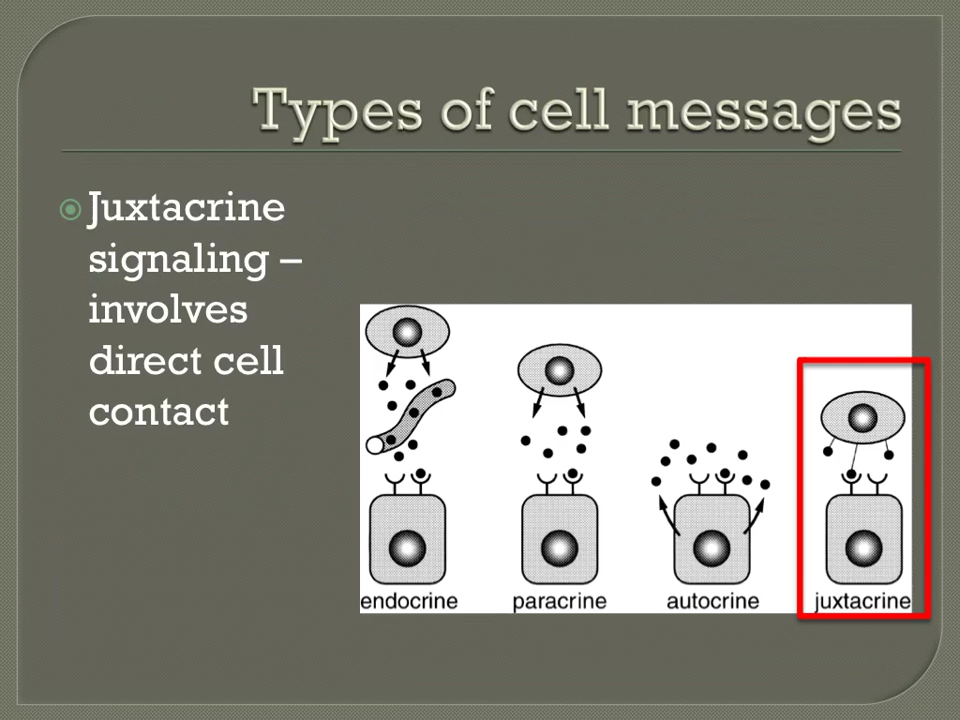 Types of cell messages
Juxtacrine
signaling –
involves
direct cell
contact
endocrine
paracrine
autocrine
juxtacrine